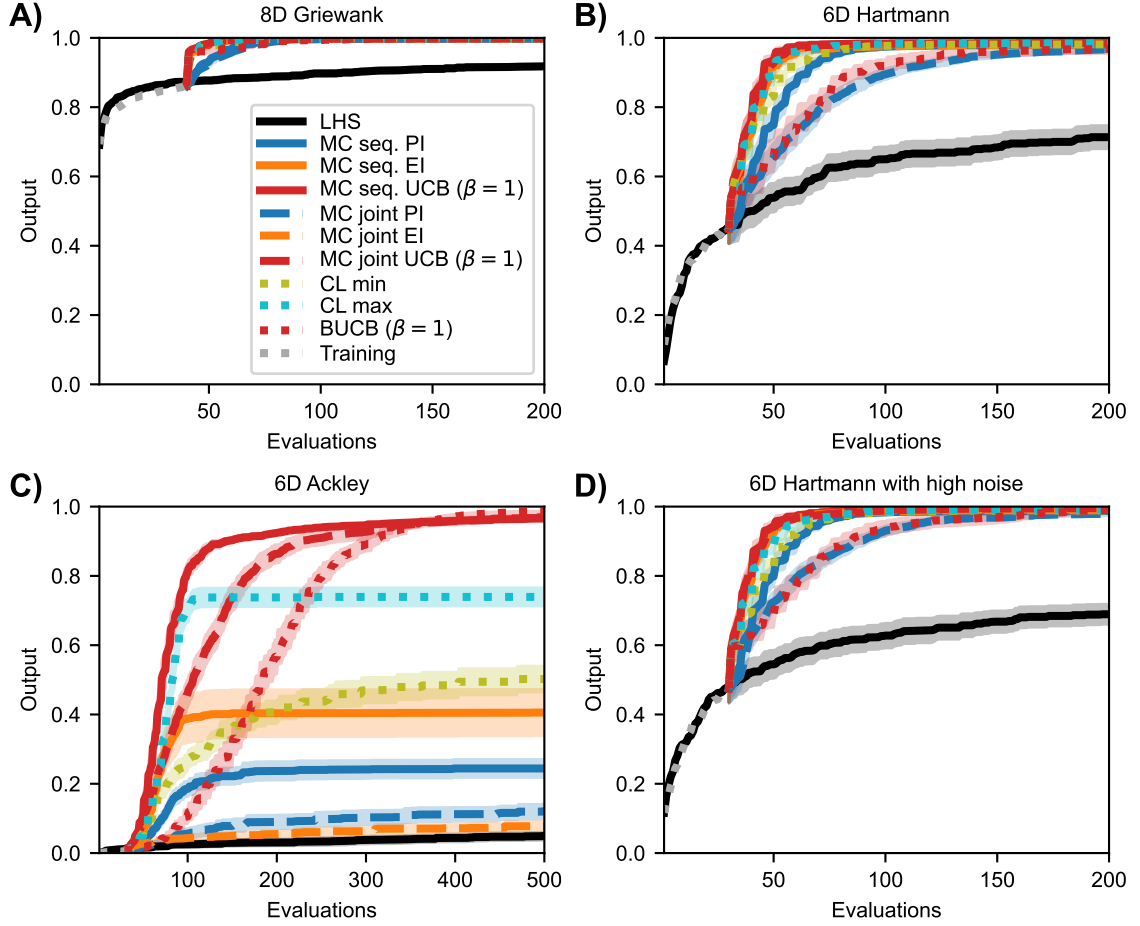 A)
8D Griewank
Output
1.0
0.8
0.6
0.4
0.2
0.0
LHS
MC seq. PI
MC seq. EI
MC seq. UCB (β = 1)
MC joint PI
MC joint EI
MC joint UCB (β = 1)
CL min
CL max
BUCB (β = 1)
Training
50
100
150
200
Evaluations
B)
6D Hartmann
Output
1.0
0.8
0.6
0.4
0.2
0.0
50
100
150
200
Evaluations
C)
6D Ackley
Output
1.0
0.8
0.6
0.4
0.2
0.0
100
200
300
400
500
Evaluations
D)
6D Hartmann with high noise
Output
1.0
0.8
0.6
0.4
0.2
0.0
50
100
150
200
Evaluations